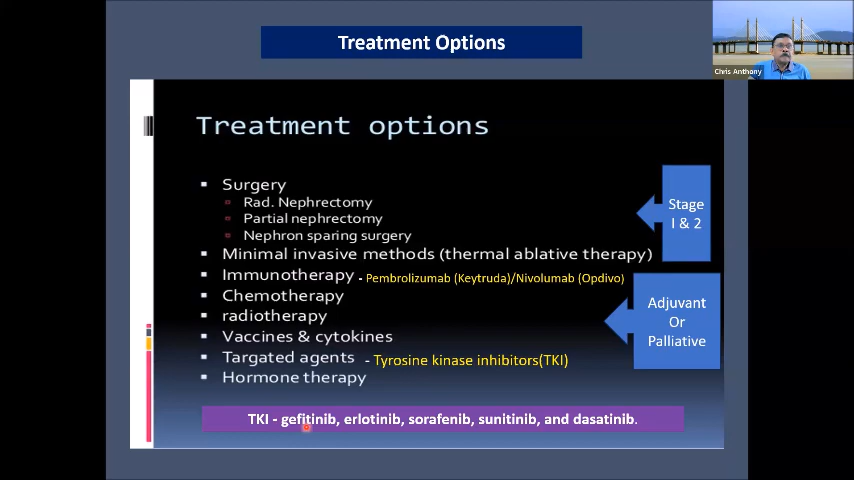 Treatment Options
Chris Anthony
Treatment options
Surgery
Rad. Nephrectomy
Partial nephrectomy
Nephron sparing surgery
Minimal invasive methods (thermal ablative therapy)
Immunotherapy - Pembrolizumab (Keytruda)/Nivolumab (Opdivo)
Chemotherapy
radiotherapy
Vaccines & cytokines
Targated agents - Tyrosine kinase inhibitors(TKI)
Hormone therapy
Stage
I & 2
Adjuvant
Or
Palliative
TKI - gefitinib, erlotinib, sorafenib, sunitinib, and dasatinib.